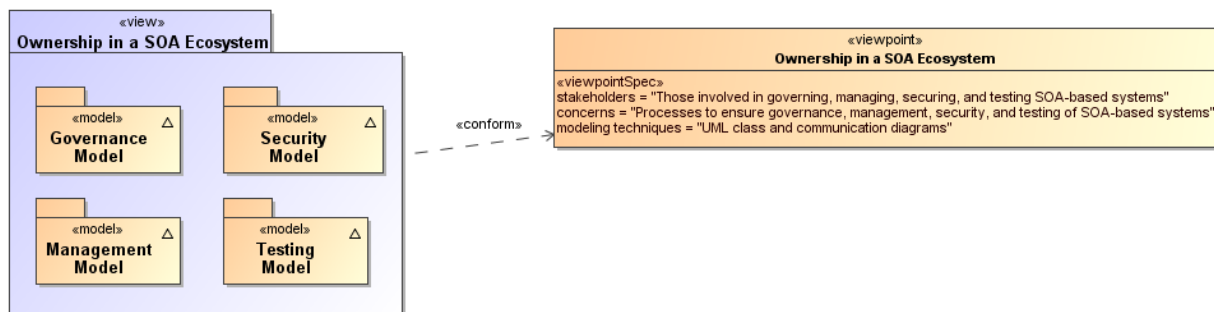 «view»
Ownership in a SOA Ecosystem
«model»
Governance
Model
«model»
Security
Model
«model»
Management
Model
«model»
Testing
Model
«conform»
«viewpoint»
Ownership in a SOA Ecosystem
«viewpointSpec»
stakeholders = "Those involved in governing, managing, securing, and testing SOA-based systems"
concerns = "Processes to ensure governance, management, security, and testing of SOA-based systems"
modeling techniques = "UML class and communication diagrams"